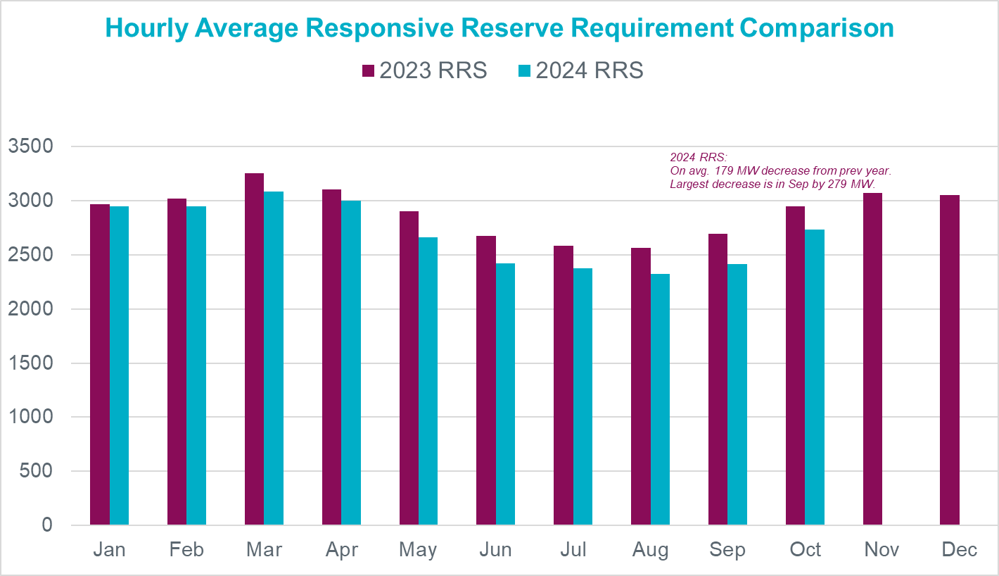 Hourly Average Responsive Reserve Requirement Comparison
2023 RRS 2024 RRS
3500
2024 RRS:
On avg. 179 MW decrease from prev year.
Largest decrease is in Sep by 279 MW.
3000
2500
2000
1500
1000
500
0
Jan Feb Mar Apr May Jun Jul Aug Sep Oct Nov Dec